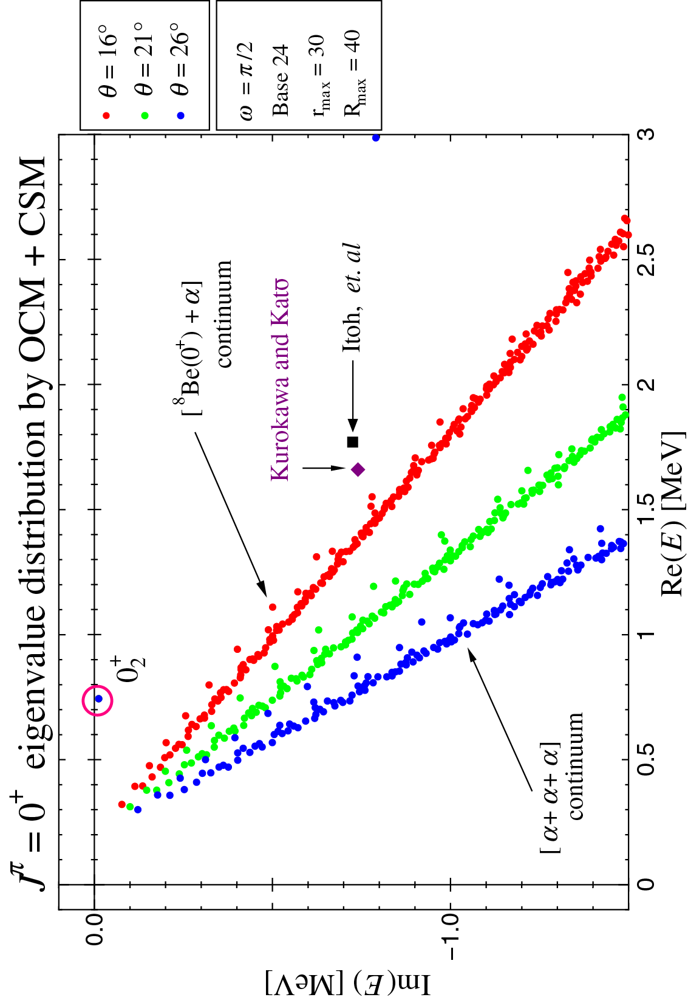 J^π = 0^+ eigenvalue distribution by OCM + CSM
θ = 16°
θ = 21°
θ = 26°
ω = π/2
Base 24
r_max = 30
R_max = 40
0_2^+
[ ^8Be(0^+) + α]
continuum
Kurokawa and Katσ
Itoh, et. al
[ α+ α+ α]
continuum
0.0
-1.0
Im(E) [MeV]
0
0.5
1
1.5
2
2.5
3
Re(E) [MeV]